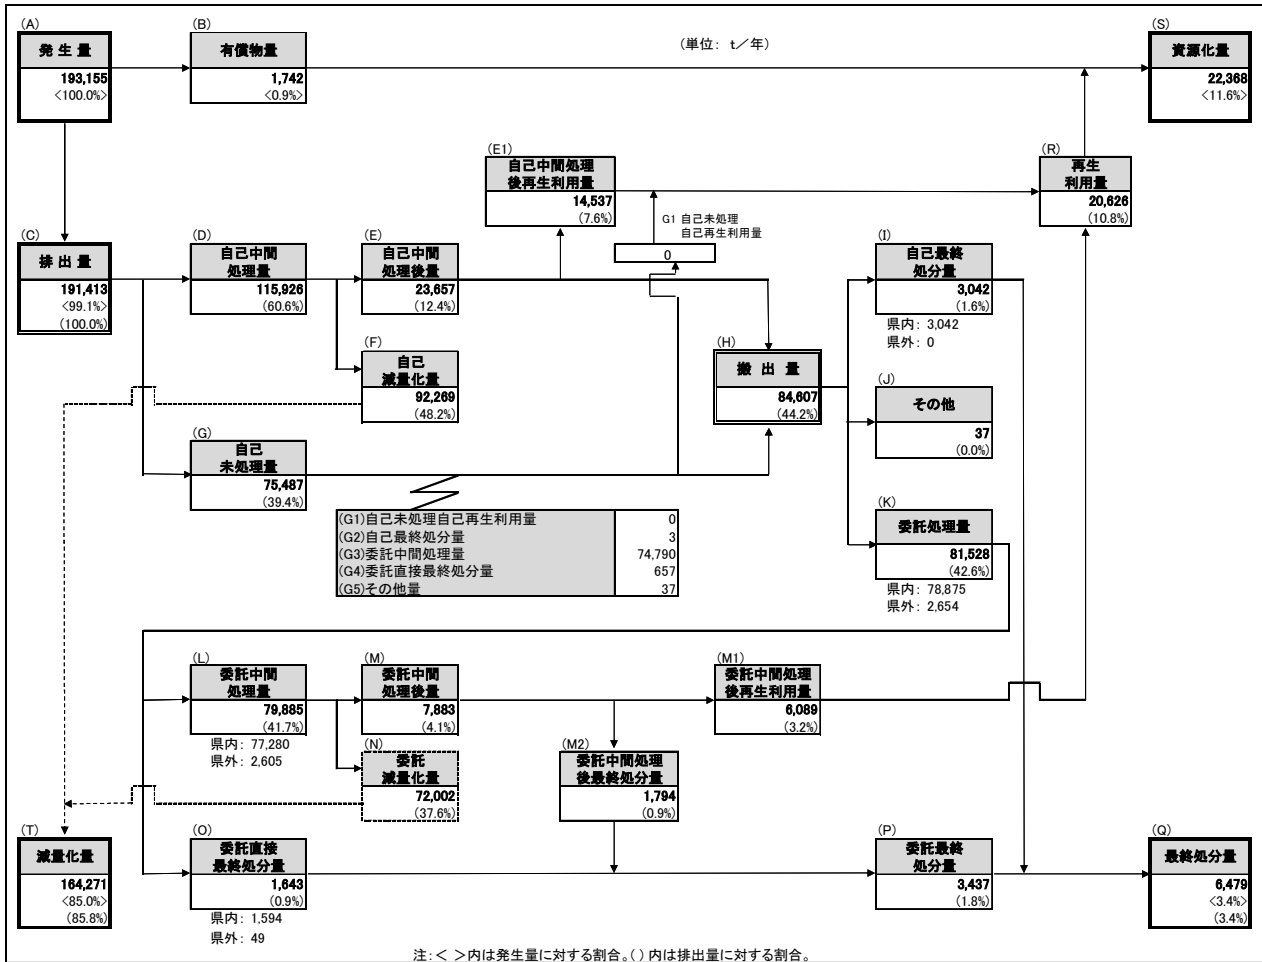 (A)
発 生 量
193,155
<100.0%>
(B)
有償物量
1,742
<0.9%>
(単位： t／年)
(S)
資源化量
22,368
<11.6%>
(E1)
自己中間処理
後再生利用量
14,537
(7.6%)
(R)
再生
利用量
20,626
(10.8%)
G1 自己未処理
自己再生利用量
0
(C)
排 出 量
191,413
<99.1%>
(100.0%)
(D)
自己中間
処理量
115,926
(60.6%)
(E)
自己中間
処理後量
23,657
(12.4%)
(I)
自己最終
処分量
3,042
(1.6%)
県内： 3,042
県外： 0
(F)
自己
減量化量
92,269
(48.2%)
(H)
搬 出 量
84,607
(44.2%)
(J)
その他
37
(0.0%)
(G)
自己
未処理量
75,487
(39.4%)
(G1)自己未処理自己再生利用量 0
(G2)自己最終処分量 3
(G3)委託中間処理量 74,790
(G4)委託直接最終処分量 657
(G5)その他量 37
(K)
委託処理量
81,528
(42.6%)
県内： 78,875
県外： 2,654
(L)
委託中間
処理量
79,885
(41.7%)
県内： 77,280
県外： 2,605
(M)
委託中間
処理後量
7,883
(4.1%)
(M1)
委託中間処理
後再生利用量
6,089
(3.2%)
(N)
委託
減量化量
72,002
(37.6%)
(M2)
委託中間処理
後最終処分量
1,794
(0.9%)
(T)
減量化量
164,271
<85.0%>
(85.8%)
(O)
委託直接
最終処分量
1,643
(0.9%)
県内： 1,594
県外： 49
(P)
委託最終
処分量
3,437
(1.8%)
(Q)
最終処分量
6,479
<3.4%>
(3.4%)
注：< >内は発生量に対する割合。( ) 内は排出量に対する割合。